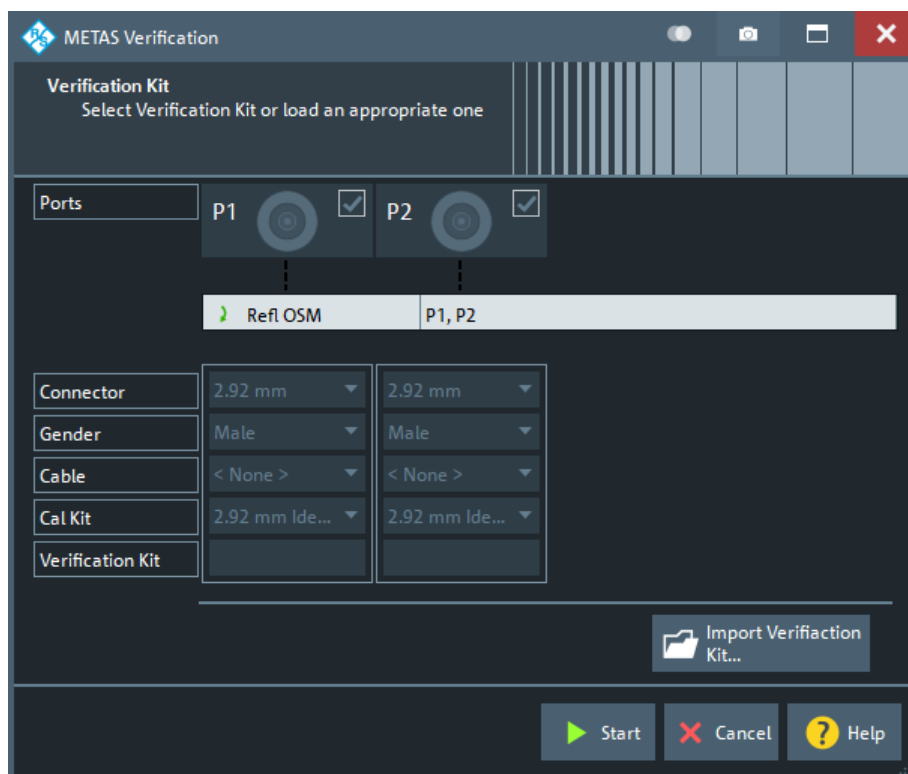 METAS Verification
Verification Kit
Select Verification Kit or load an appropriate one
Ports
P1
P2
Refl OSM
P1, P2
Connector
2.92 mm
2.92 mm
Gender
Male
Male
Cable
< None >
< None >
Cal Kit
2.92 mm Ide...
2.92 mm Ide...
Verification Kit
Import Verifiaction
Kit...
Start
Cancel
? Help